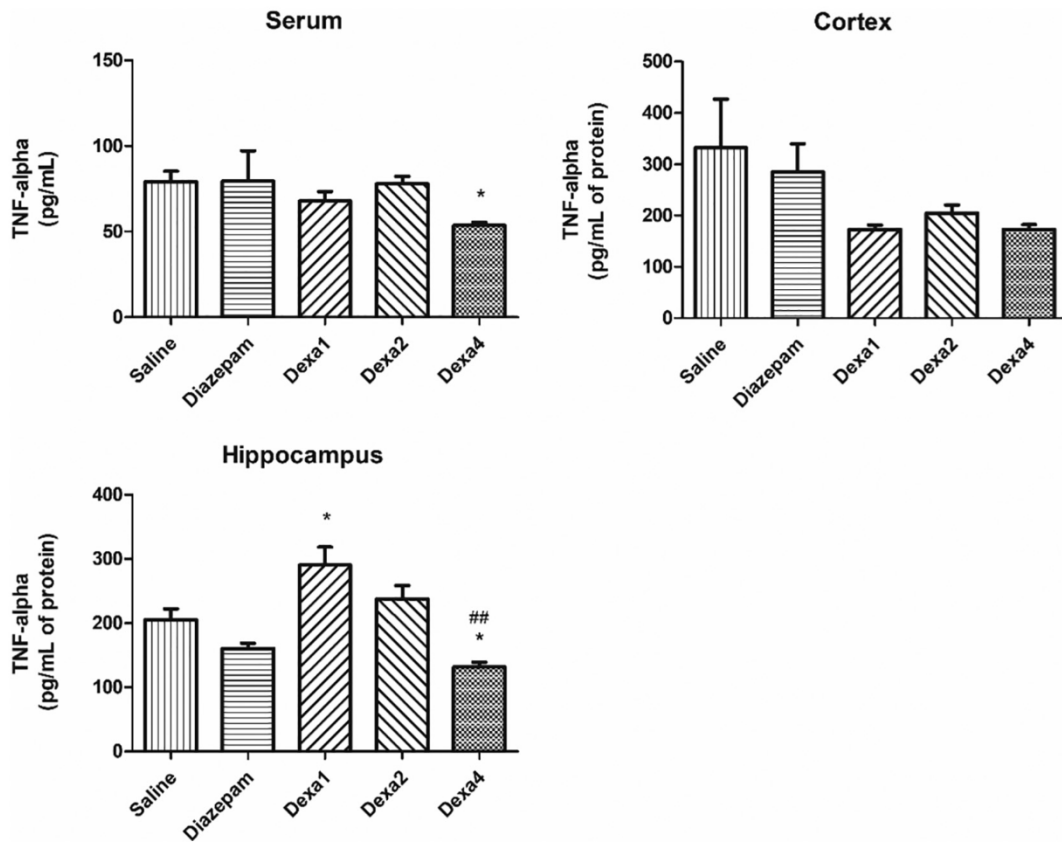 Serum
TNF-alpha
(pg/mL)
150
100
50
0
*
Saline
Diazepam
Dexa1
Dexa2
Dexa4
Cortex
TNF-alpha
(pg/mL of protein)
500
400
300
200
100
0
Saline
Diazepam
Dexa1
Dexa2
Dexa4
Hippocampus
TNF-alpha
(pg/mL of protein)
400
300
200
100
0
*
##
*
Saline
Diazepam
Dexa1
Dexa2
Dexa4